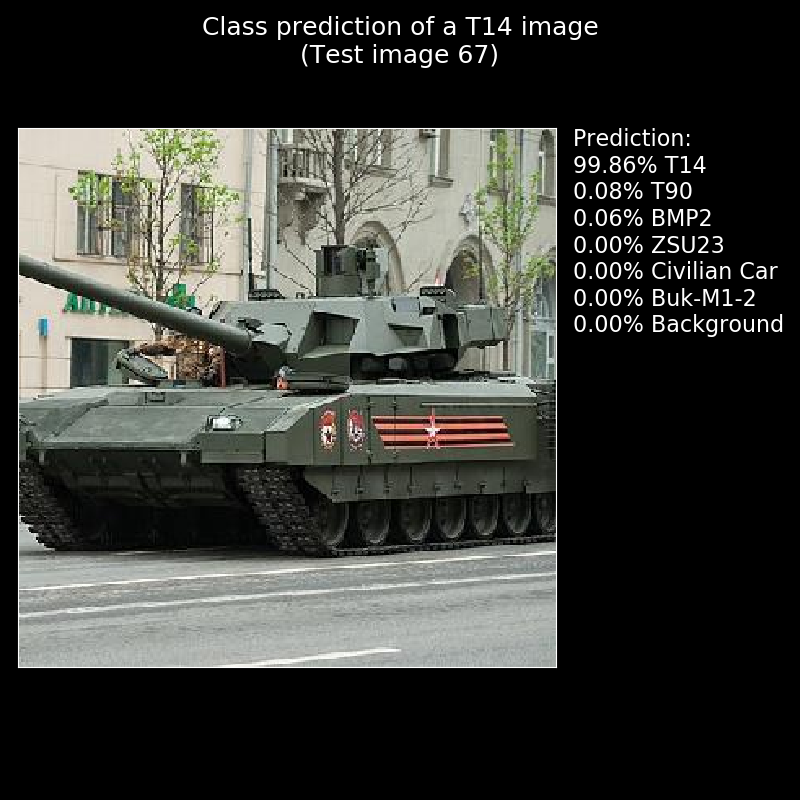 Class prediction of a T14 image
(Test image 67)
Prediction:
99.86% T14
0.08% T90
0.06% BMP2
0.00% ZSU23
0.00% Civilian Car
0.00% Buk-M1-2
0.00% Background